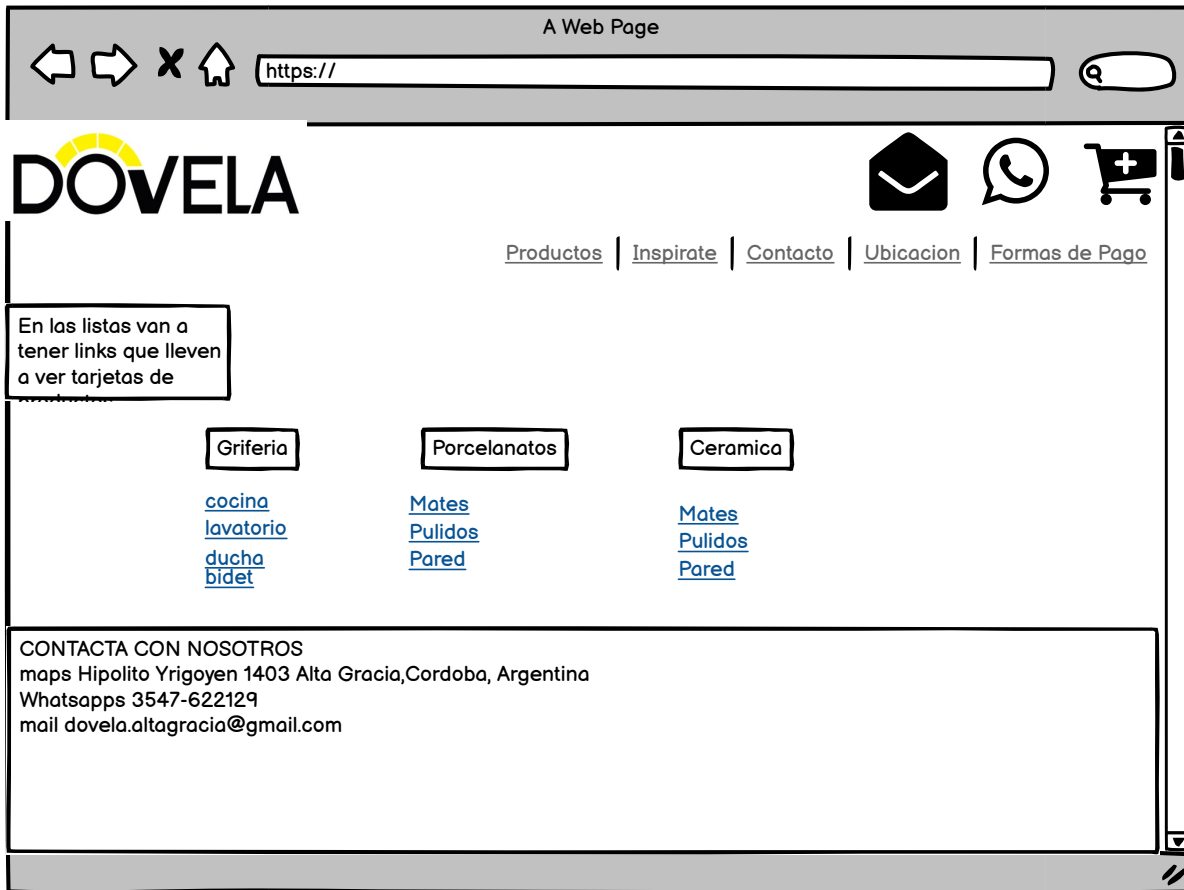 A Web Page
https://
DOVELA
Productos | Inspirate | Contacto | Ubicacion | Formas de Pago
En las listas van a
tener links que lleven
a ver tarjetas de
Griferia
Porcelanatos
Ceramica
cocina
lavatorio
ducha
bidet
Mates
Pulidos
Pared
Mates
Pulidos
Pared
CONTACTA CON NOSOTROS
maps Hipolito Yrigoyen 1403 Alta Gracia,Cordoba, Argentina
Whatsapps 3547-622129
mail dovela.altagracia@gmail.com